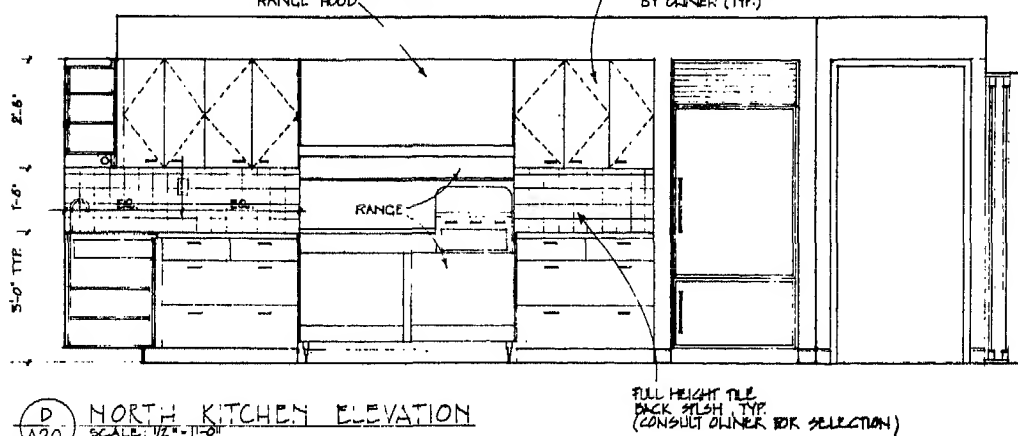 RANGE HOOD
BY OWNER (TYP.)
2'-6"
1'-6"
3'-0" TYP.
EQ.
EQ.
RANGE
D
A20
NORTH KITCHEN ELEVATION
SCALE: 1/2"=1'-0"
FULL HEIGHT TILE
BACK SPLSH, TYP.
(CONSULT OWNER FOR SELECTION)